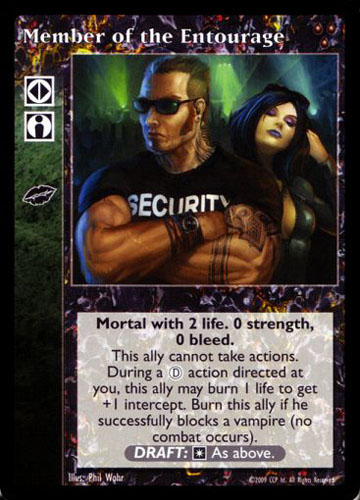 Member of the Entourage
SECURITY
Mortal with 2 life. 0 strength,
0 bleed.
This ally cannot take actions.
During a Ⓓ action directed at
you, this ally may burn 1 life to get
+1 intercept. Burn this ally if he
successfully blocks a vampire (no
combat occurs).
DRAFT: As above.
Illus: Phil Wohr
©2009 CCP hf. All Rights Reserved